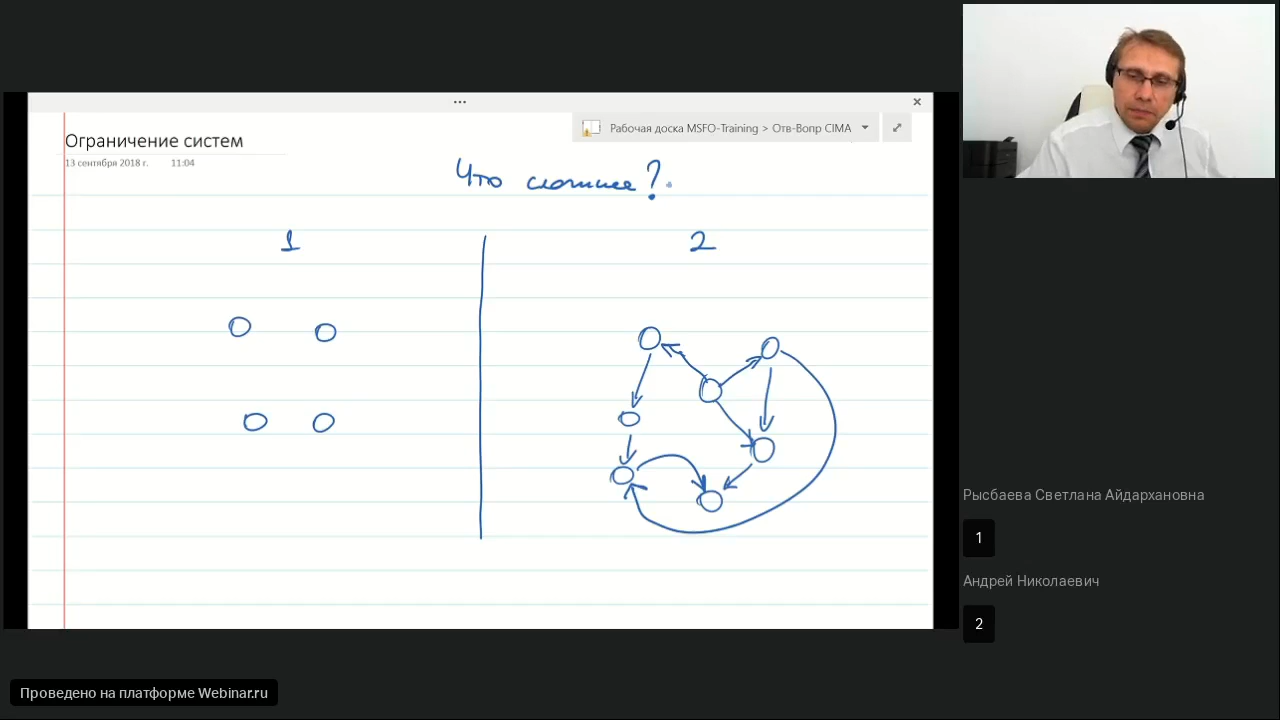 Рабочая доска MSFO-Training > Отв-Вопр CIMA
Ограничение систем
13 сентября 2018 г. 11:04
Что сложнее?
1 2
Рысбаева Светлана Айдархановна
1
Андрей Николаевич
2
Проведено на платформе Webinar.ru